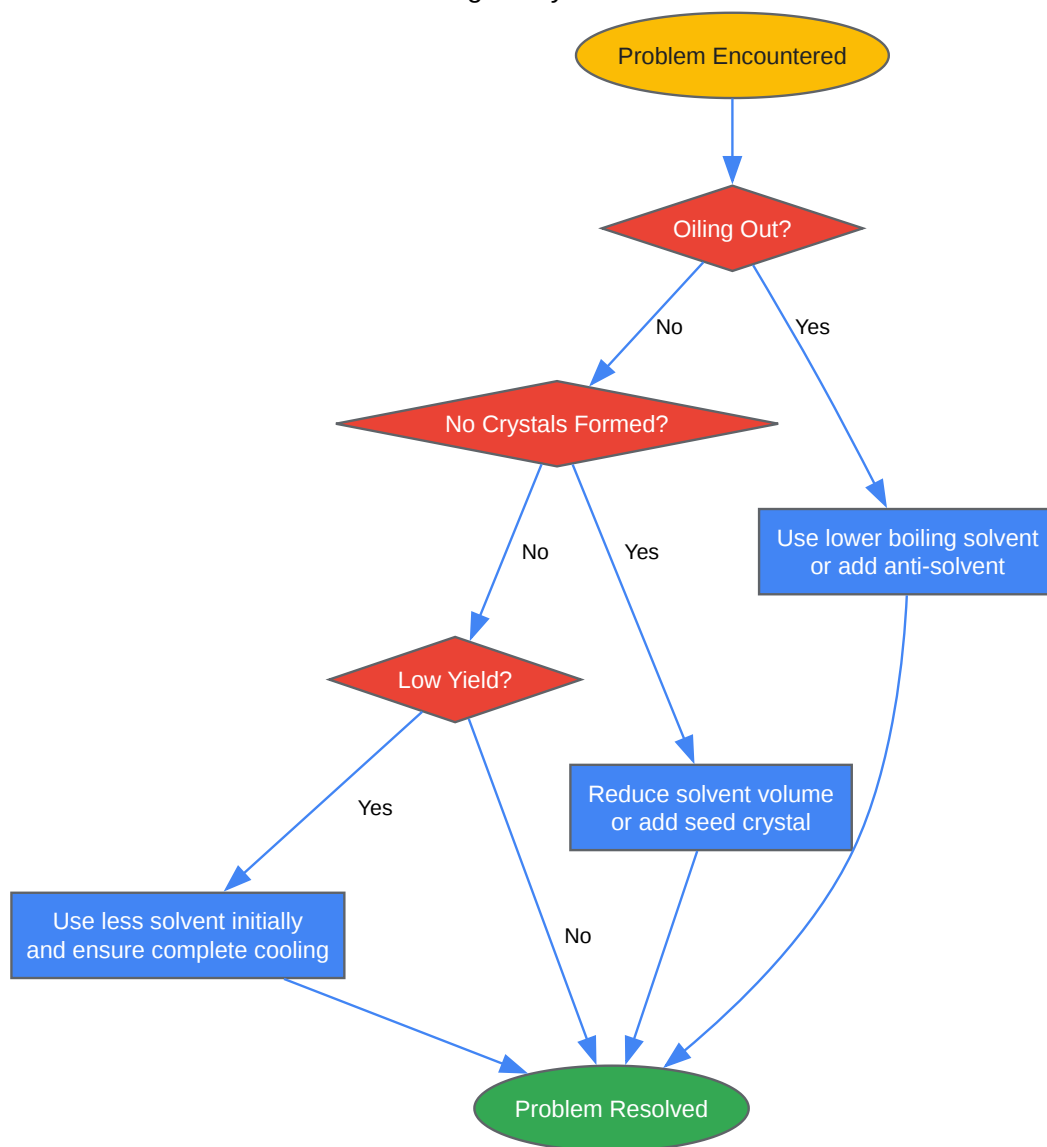 Problem Encountered
Oiling Out?
No
Yes
No Crystals Formed?
No
Yes
Use lower boiling solvent
or add anti-solvent
Low Yield?
Yes
Reduce solvent volume
or add seed crystal
Use less solvent initially
and ensure complete cooling
No
Problem Resolved